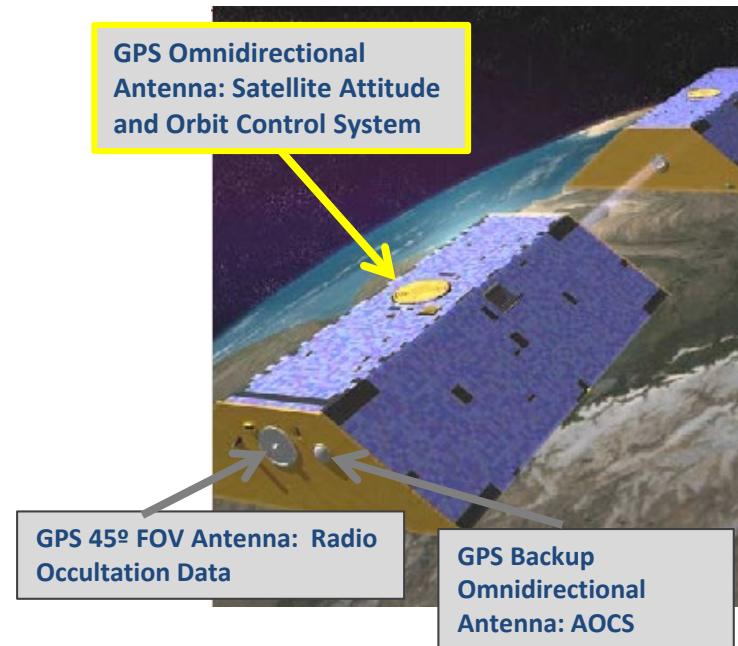 GPS Omnidirectional
Antenna: Satellite Attitude
and Orbit Control System
GPS 45º FOV Antenna:  Radio
Occultation Data
GPS Backup
Omnidirectional
Antenna: AOCS